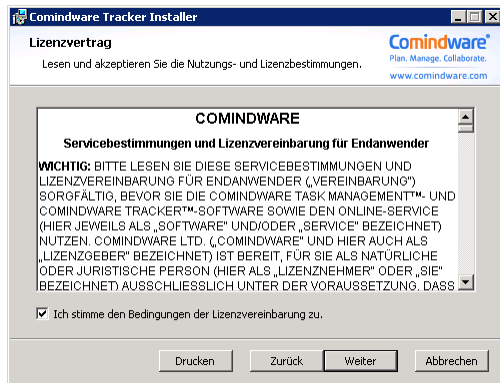 Comindware Tracker Installer
Lizenzvertrag
Lesen und akzeptieren Sie die Nutzungs- und Lizenzbestimmungen.
Comindware®
Plan. Manage. Collaborate.
www.comindware.com
COMINDWARE
Servicebestimmungen und Lizenzvereinbarung für Endanwender
WICHTIG: BITTE LESEN SIE DIESE SERVICEBESTIMMUNGEN UND
LIZENZVEREINBARUNG FÜR ENDANWENDER („VEREINBARUNG")
SORGFÄLTIG, BEVOR SIE DIE COMINDWARE TASK MANAGEMENT™- UND
COMINDWARE TRACKER™-SOFTWARE SOWIE DEN ONLINE-SERVICE
(HIER JEWEILS ALS „SOFTWARE" UND/ODER „SERVICE" BEZEICHNET)
NUTZEN. COMINDWARE LTD. („COMINDWARE" UND HIER AUCH ALS
„LIZENZGEBER" BEZEICHNET) IST BEREIT, FÜR SIE ALS NATÜRLICHE
ODER JURISTISCHE PERSON (HIER ALS „LIZENZNEHMER" ODER „SIE"
BEZEICHNET) AUSSCHLIESSLICH UNTER DER VORAUSSETZUNG, DASS
Ich stimme den Bedingungen der Lizenzvereinbarung zu.
Drucken
Zurück
Weiter
Abbrechen